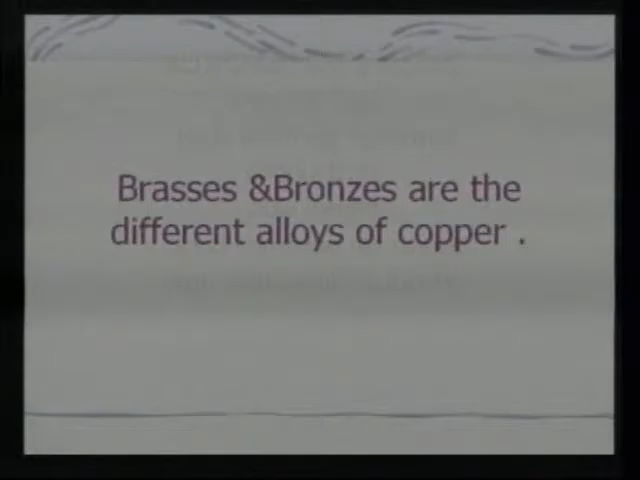 Brasses &Bronzes are the
different alloys of copper .